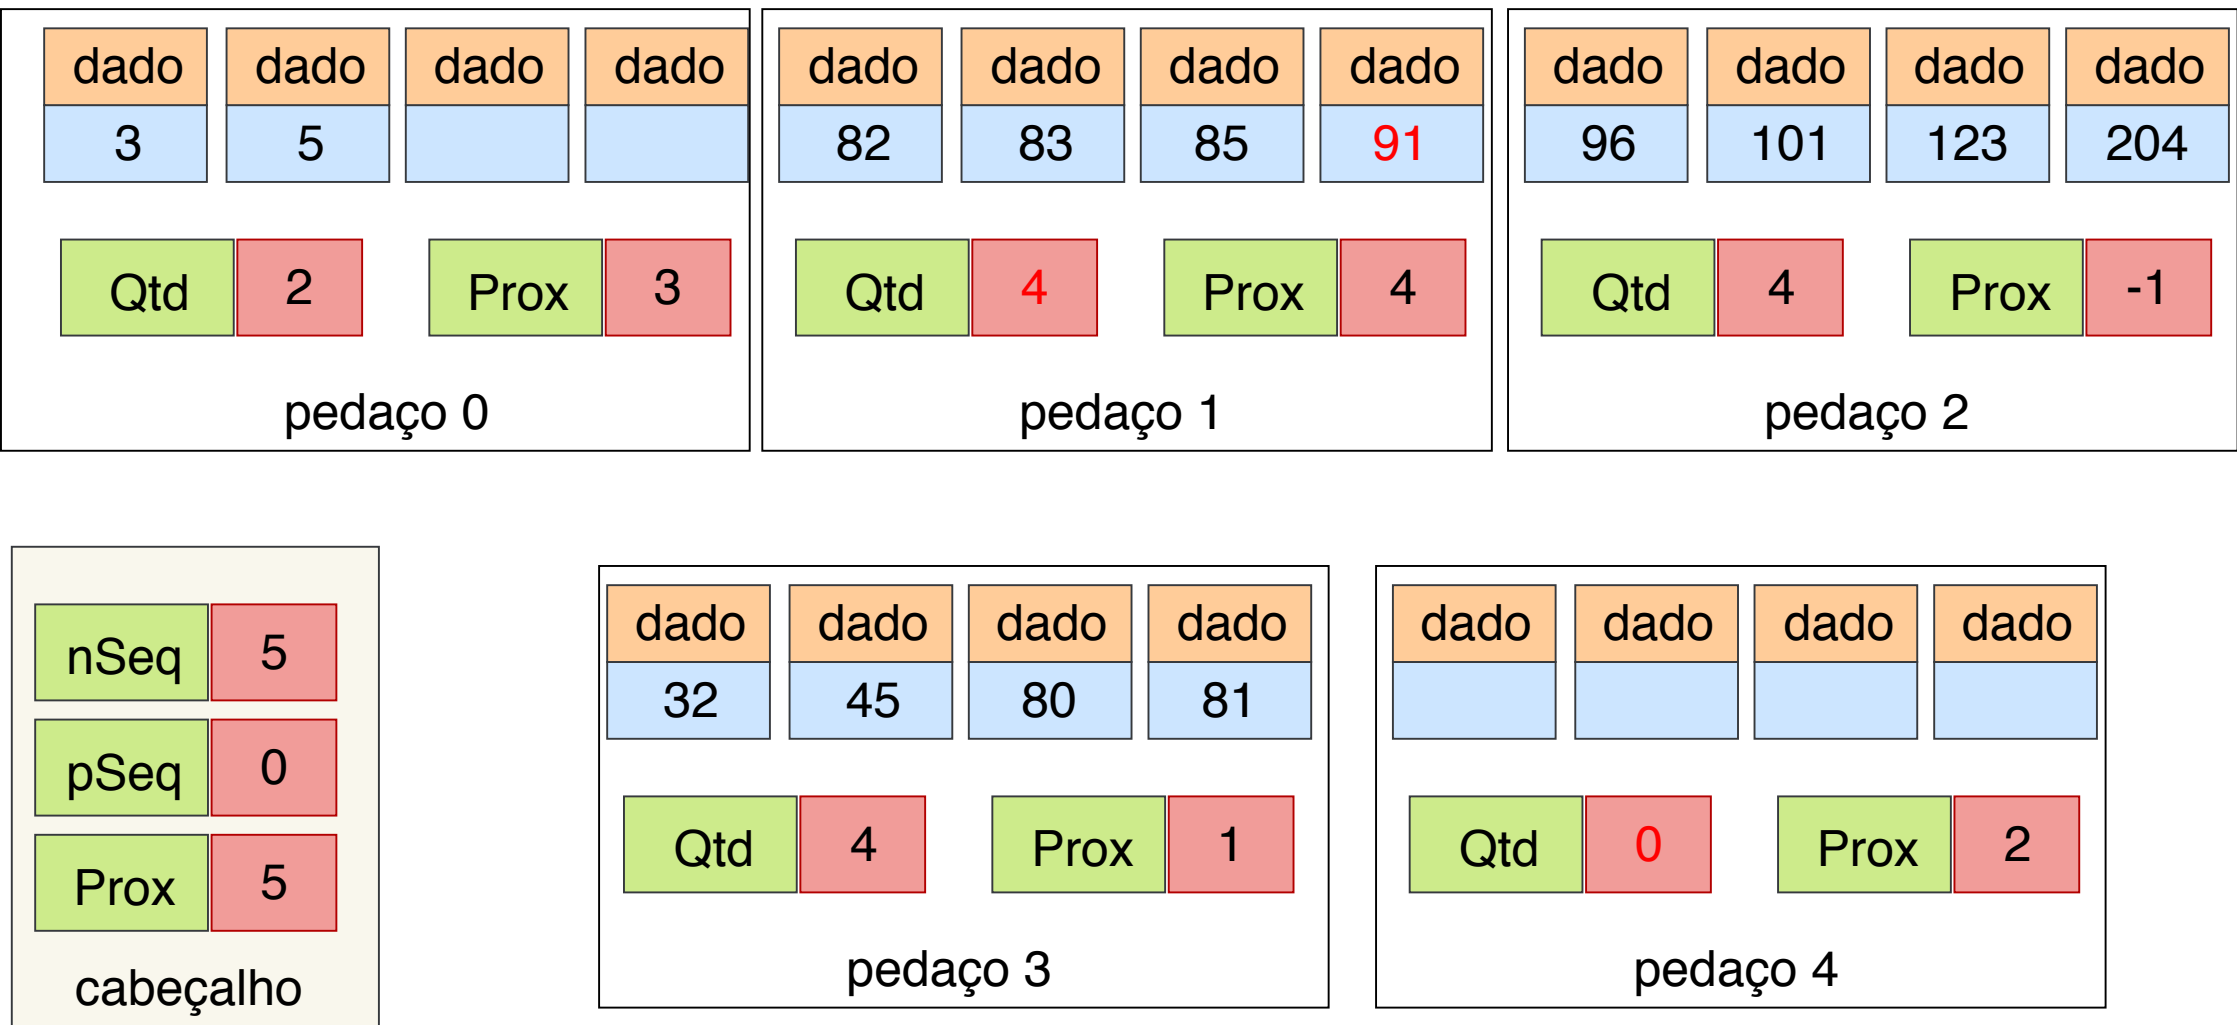 dado dado dado dado
3 5
Qtd 2 Prox 3
pedaço 0
dado dado dado dado
82 83 85 91
Qtd 4 Prox 4
pedaço 1
dado dado dado dado
96 101 123 204
Qtd 4 Prox -1
pedaço 2
nSeq 5
pSeq 0
Prox 5
cabeçalho
dado dado dado dado
32 45 80 81
Qtd 4 Prox 1
pedaço 3
dado dado dado dado
Qtd 0 Prox 2
pedaço 4